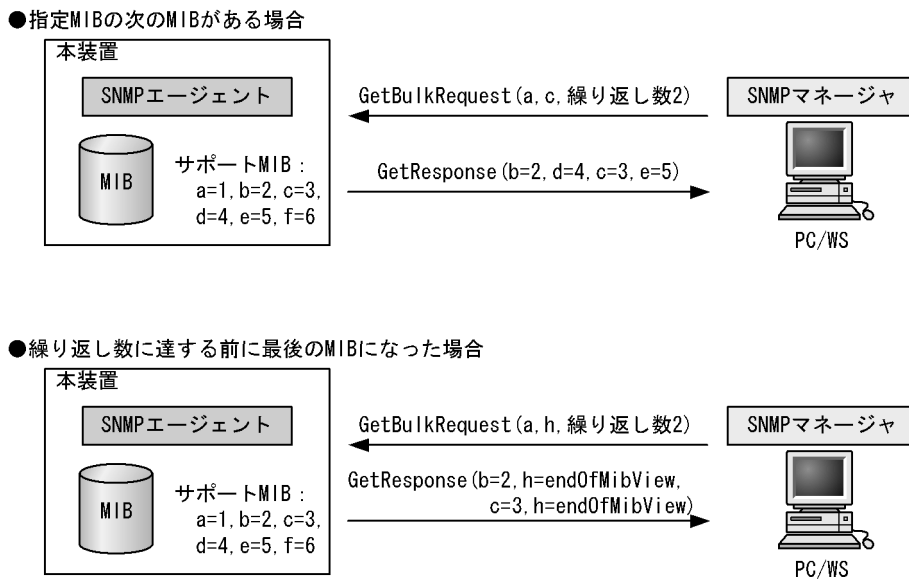 ●指定MIBの次のMIBがある場合
本装置
SNMPエージェント
GetBulkRequest(a,c,繰り返し数2)
SNMPマネージャ
MIB
サポートMIB：
a=1,b=2,c=3,
d=4,e=5,f=6
GetResponse(b=2,d=4,c=3,e=5)
PC/WS
●繰り返し数に達する前に最後のMIBになった場合
本装置
SNMPエージェント
GetBulkRequest(a,h,繰り返し数2)
SNMPマネージャ
MIB
サポートMIB：
a=1,b=2,c=3,
d=4,e=5,f=6
GetResponse(b=2,h=endOfMibView,
c=3,h=endOfMibView)
PC/WS